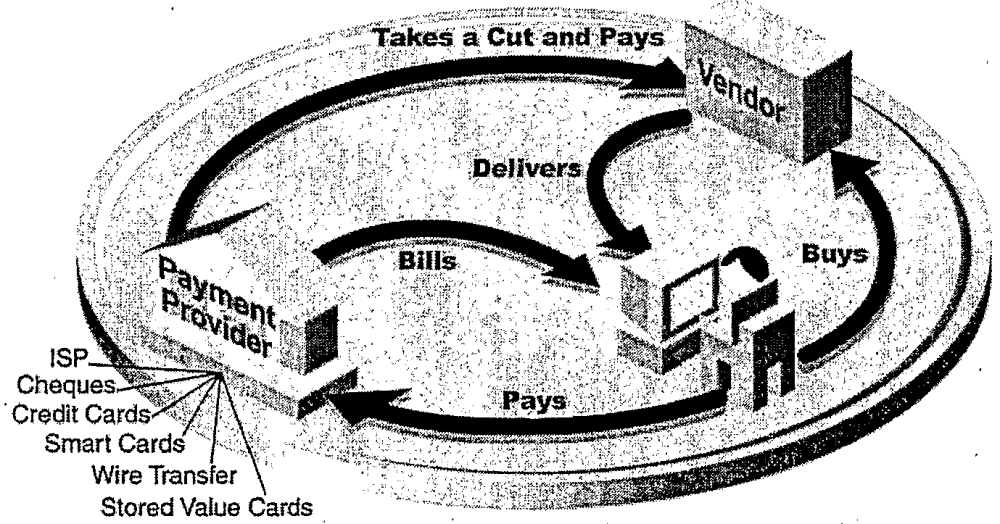 Takes a Cut and Pays
Vendor
Delivers
Buys
Bills
Payment
Provider
Pays
ISP
Cheques
Credit Cards
Smart Cards
Wire Transfer
Stored Value Cards